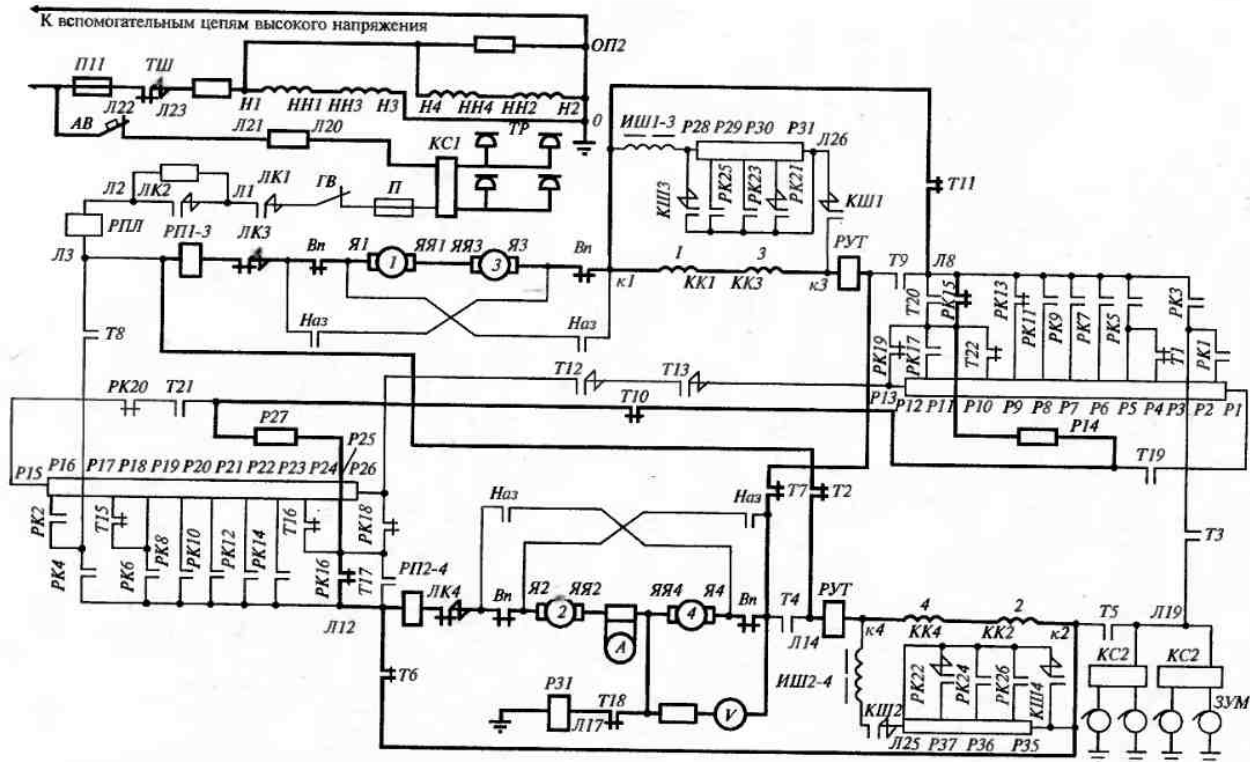 К вспомогательным цепям высокого напряжения
ОП2
П11 ТШ
Л22 Л23 Н1 НН1 НН3 Н3 Н4 НН4 НН2 Н2
0
АВ Л21 Л20 КС1 ТР
ИШ1-3 Р28 Р29 Р30 Р31 Л26
КШ3 РК25 РК23 РК21 КШ1 Т11
Л2 ЛК2 Л1 ЛК1 ГВ П
РПЛ РП1-3 ЛК3
Л3 Вп Я1 1 ЯЯ1 ЯЯ3 3 Я3 Вп
к1 1 КК1 КК3 3 к3 РУТ Т9 Л8
Т20 РК15 РК13 РК11 РК9 РК7 РК5 РК3
Т8 Наз Наз
РК19 РК17 Т22 Т1 РК1
Т12 Т13
РК20 Т21 Т10
Р13 Р12 Р11 Р10 Р9 Р8 Р7 Р6 Р5 Р4 Р3 Р2 Р1
Р27 Р25 Р14
Р15 Р16 Р17 Р18 Р19 Р20 Р21 Р22 Р23 Р24 Р26
Т19
РК2 Т15 Т16 РК18 Наз Наз Т7 Т2
РК4 РК6 РК8 РК10 РК12 РК14 РК16 Т17 Т3
РП2-4 ЛК4
Л12 Вп Я2 2 ЯЯ2 А ЯЯ4 4 Я4 Вп Т4 Л14 РУТ
к4 4 КК4 КК2 2 к2 Т5 Л19
Т6
ИШ2-4 РК22 РК24 РК26 КШ4 КС2 КС2
РЗ1 Т18 V ЗУМ
Л17 КШ2 Л25 Р37 Р36 Р35